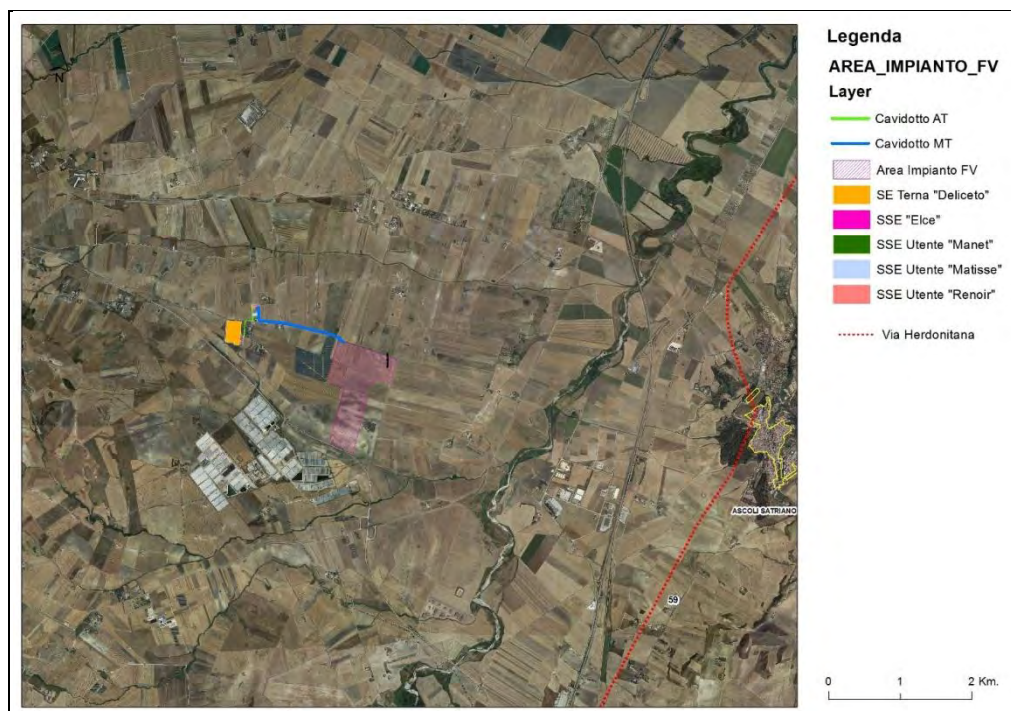 N
ASCOLI SATRIANO
59
Legenda
AREA_IMPIANTO_FV
Layer
Cavidotto AT
Cavidotto MT
Area Impianto FV
SE Terna "Deliceto"
SSE "Elce"
SSE Utente "Manet"
SSE Utente "Matisse"
SSE Utente "Renoir"
Via Herdonitana
0 1 2 Km.